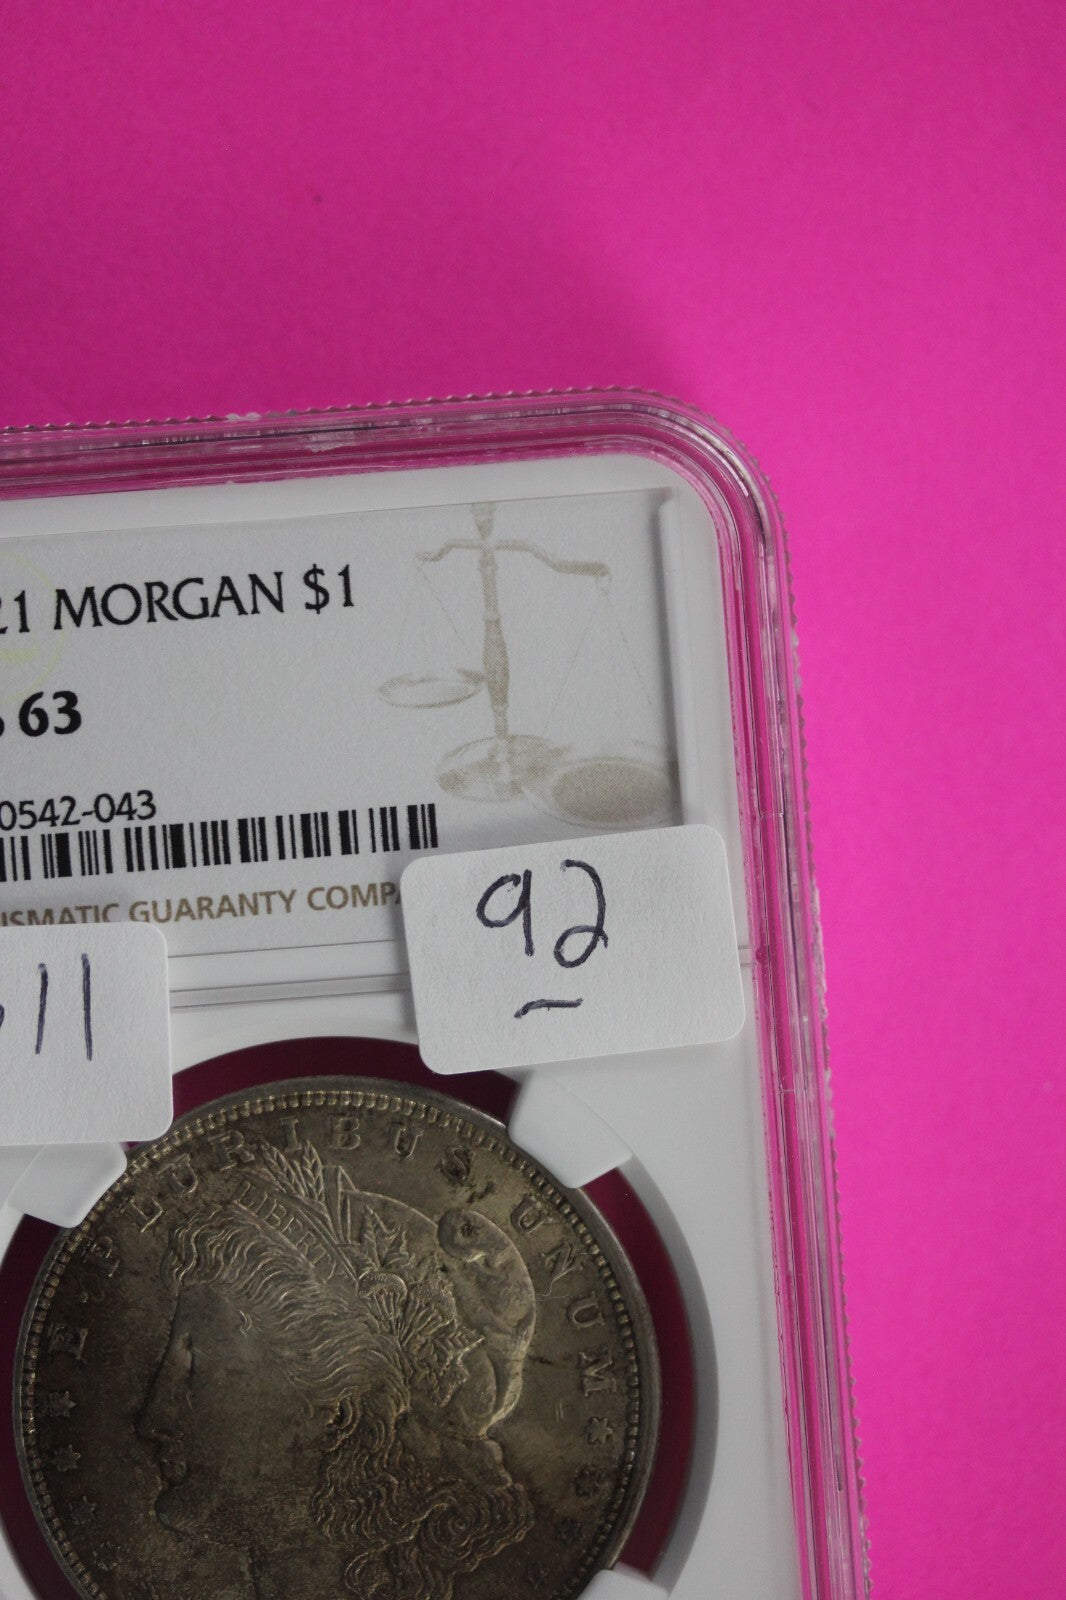 21 MORGAN $1
63
0542-043
ISMATIC GUARANTY COMPA
92
11
E PLURIBUS UNUM
LIBERTY